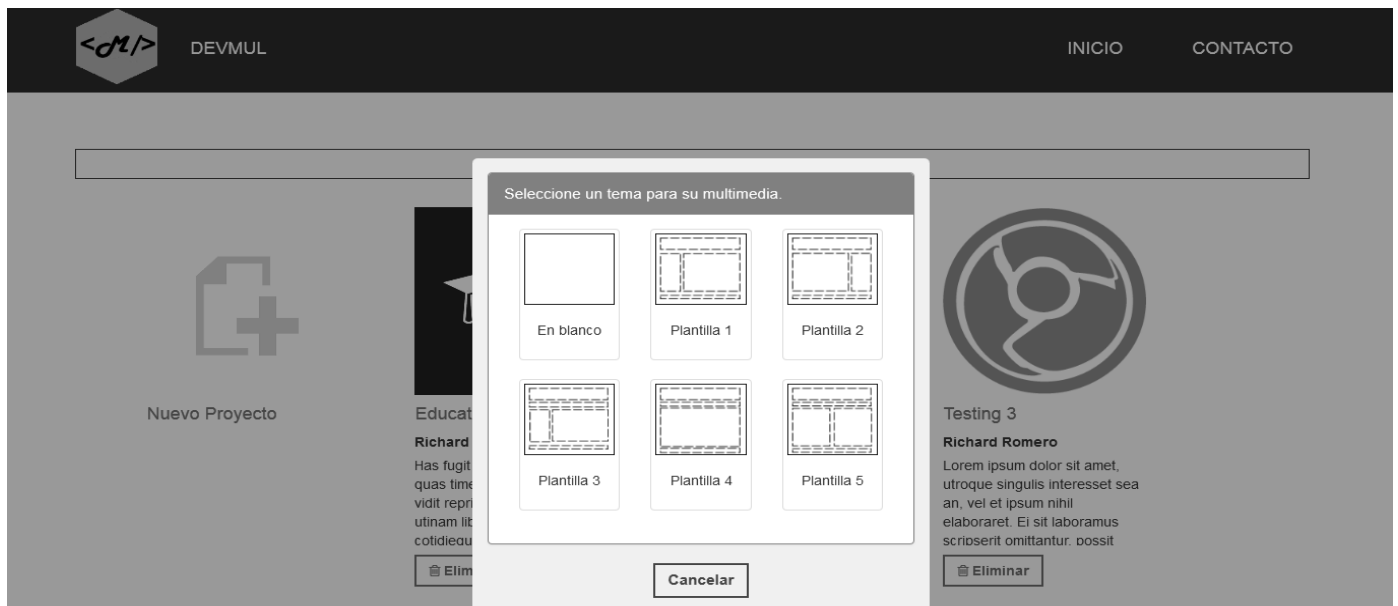 <M/>
DEVMUL
INICIO
CONTACTO
Seleccione un tema para su multimedia.
En blanco
Plantilla 1
Plantilla 2
Plantilla 3
Plantilla 4
Plantilla 5
Cancelar
Nuevo Proyecto
Educat
Richard
Has fugit
quas time
vidit repri
utinam lib
cotidiequ
Elim
Testing 3
Richard Romero
Lorem ipsum dolor sit amet,
utroque singulis interesset sea
an, vel et ipsum nihil
elaboraret. Ei sit laboramus
scripserit omittantur, possit
Eliminar